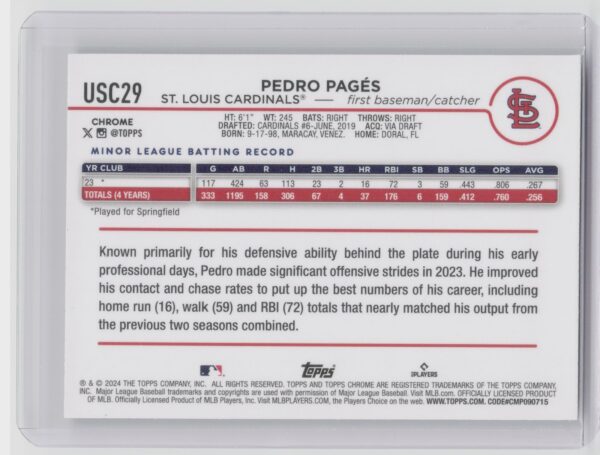 USC29
PEDRO PAGÉS
ST. LOUIS CARDINALS® — first baseman/catcher
CHROME
@TOPPS
HT: 6'1" WT: 245 BATS: RIGHT THROWS: RIGHT
DRAFTED: CARDINALS #6-JUNE, 2019 ACQ: VIA DRAFT
BORN: 9-17-98, MARACAY, VENEZ. HOME: DORAL, FL
MINOR LEAGUE BATTING RECORD
YR CLUB G AB R H 2B 3B HR RBI SB BB SLG OPS AVG
23 * 117 424 63 113 23 2 16 72 3 59 .443 .806 .267
TOTALS (4 YEARS) 333 1195 158 306 67 4 37 176 6 159 .412 .760 .256
*Played for Springfield
Known primarily for his defensive ability behind the plate during his early
professional days, Pedro made significant offensive strides in 2023. He improved
his contact and chase rates to put up the best numbers of his career, including
home run (16), walk (59) and RBI (72) totals that nearly matched his output from
the previous two seasons combined.
Topps
PLAYERS
® & © 2024 THE TOPPS COMPANY, INC. ALL RIGHTS RESERVED. TOPPS AND TOPPS CHROME ARE REGISTERED TRADEMARKS OF THE TOPPS COMPANY,
INC. Major League Baseball trademarks and copyrights are used with permission of Major League Baseball. Visit MLB.com. OFFICIALLY LICENSED PRODUCT
OF MLB. Officially Licensed Product of MLB Players, Inc. Visit MLBPLAYERS.COM, the Players Choice on the web. WWW.TOPPS.COM. CODE#CMP090715